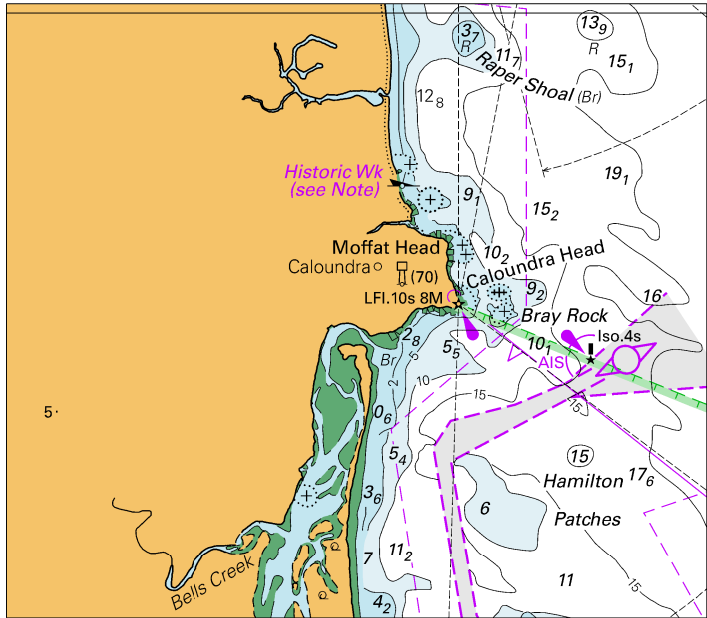 3₇
R
13₉
R
11₇
15₁
Raper Shoal (Br)
12₈
Historic Wk
(see Note)
19₁
9₁
15₂
Moffat Head
10₂
Caloundra
(70)
Caloundra Head
LFl.10s 8M
9₂
16
Bray Rock
Iso.4s
2₈
5
Br
5₅
10₁
AIS
2
10
15
15
5
0₆
5₄
15
Hamilton
17₆
3₆
6
Patches
7
11₂
11
15
Bells Creek
4₂